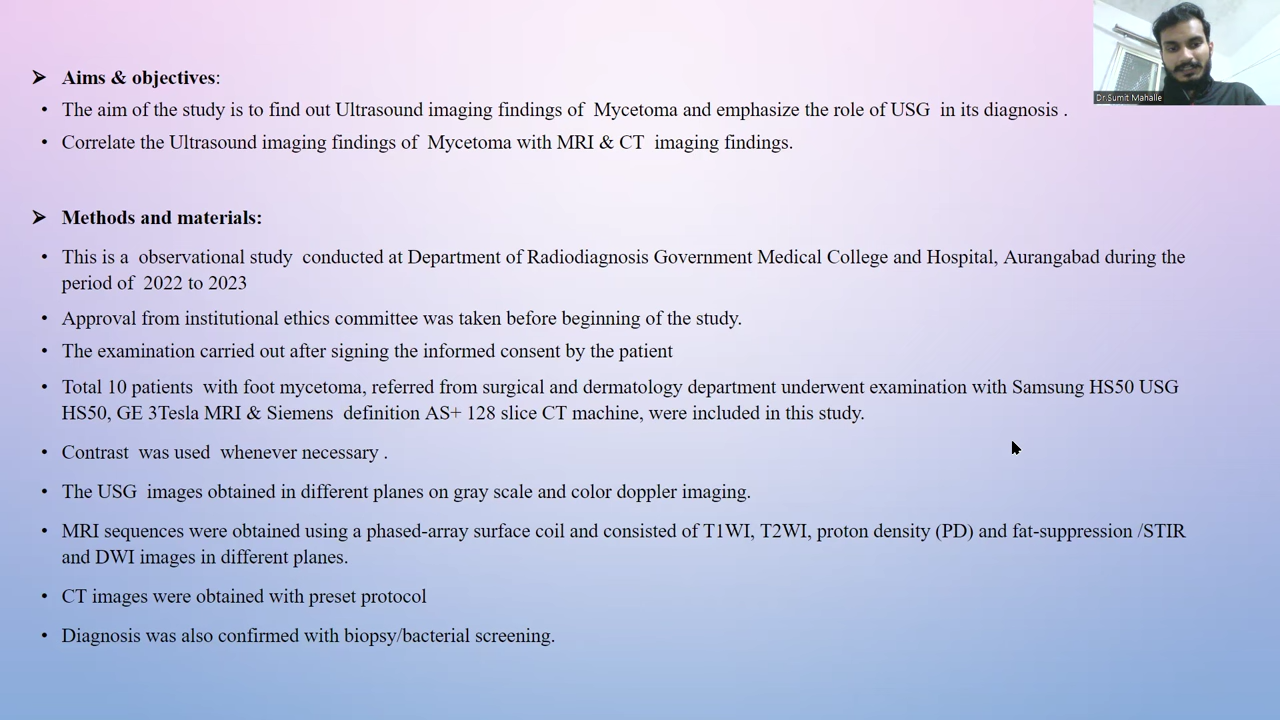 ➢ Aims & objectives:
• The aim of the study is to find out Ultrasound imaging findings of Mycetoma and emphasize the role of USG in its diagnosis .
• Correlate the Ultrasound imaging findings of Mycetoma with MRI & CT imaging findings.
➢ Methods and materials:
• This is a observational study conducted at Department of Radiodiagnosis Government Medical College and Hospital, Aurangabad during the
period of 2022 to 2023
• Approval from institutional ethics committee was taken before beginning of the study.
• The examination carried out after signing the informed consent by the patient
• Total 10 patients with foot mycetoma, referred from surgical and dermatology department underwent examination with Samsung HS50 USG
HS50, GE 3Tesla MRI & Siemens definition AS+ 128 slice CT machine, were included in this study.
• Contrast was used whenever necessary .
• The USG images obtained in different planes on gray scale and color doppler imaging.
• MRI sequences were obtained using a phased-array surface coil and consisted of T1WI, T2WI, proton density (PD) and fat-suppression /STIR
and DWI images in different planes.
• CT images were obtained with preset protocol
• Diagnosis was also confirmed with biopsy/bacterial screening.
Dr.Sumit Mahalle